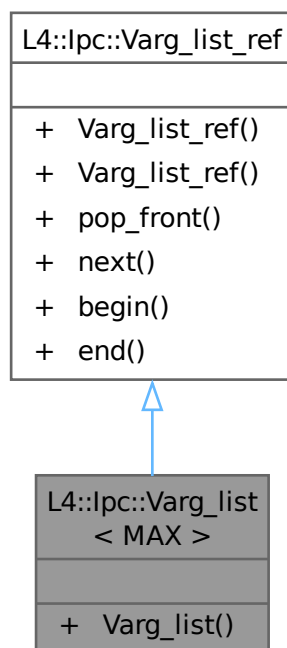 L4::Ipc::Varg_list_ref
+ Varg_list_ref()
+ Varg_list_ref()
+ pop_front()
+ next()
+ begin()
+ end()
L4::Ipc::Varg_list
< MAX >
+ Varg_list()